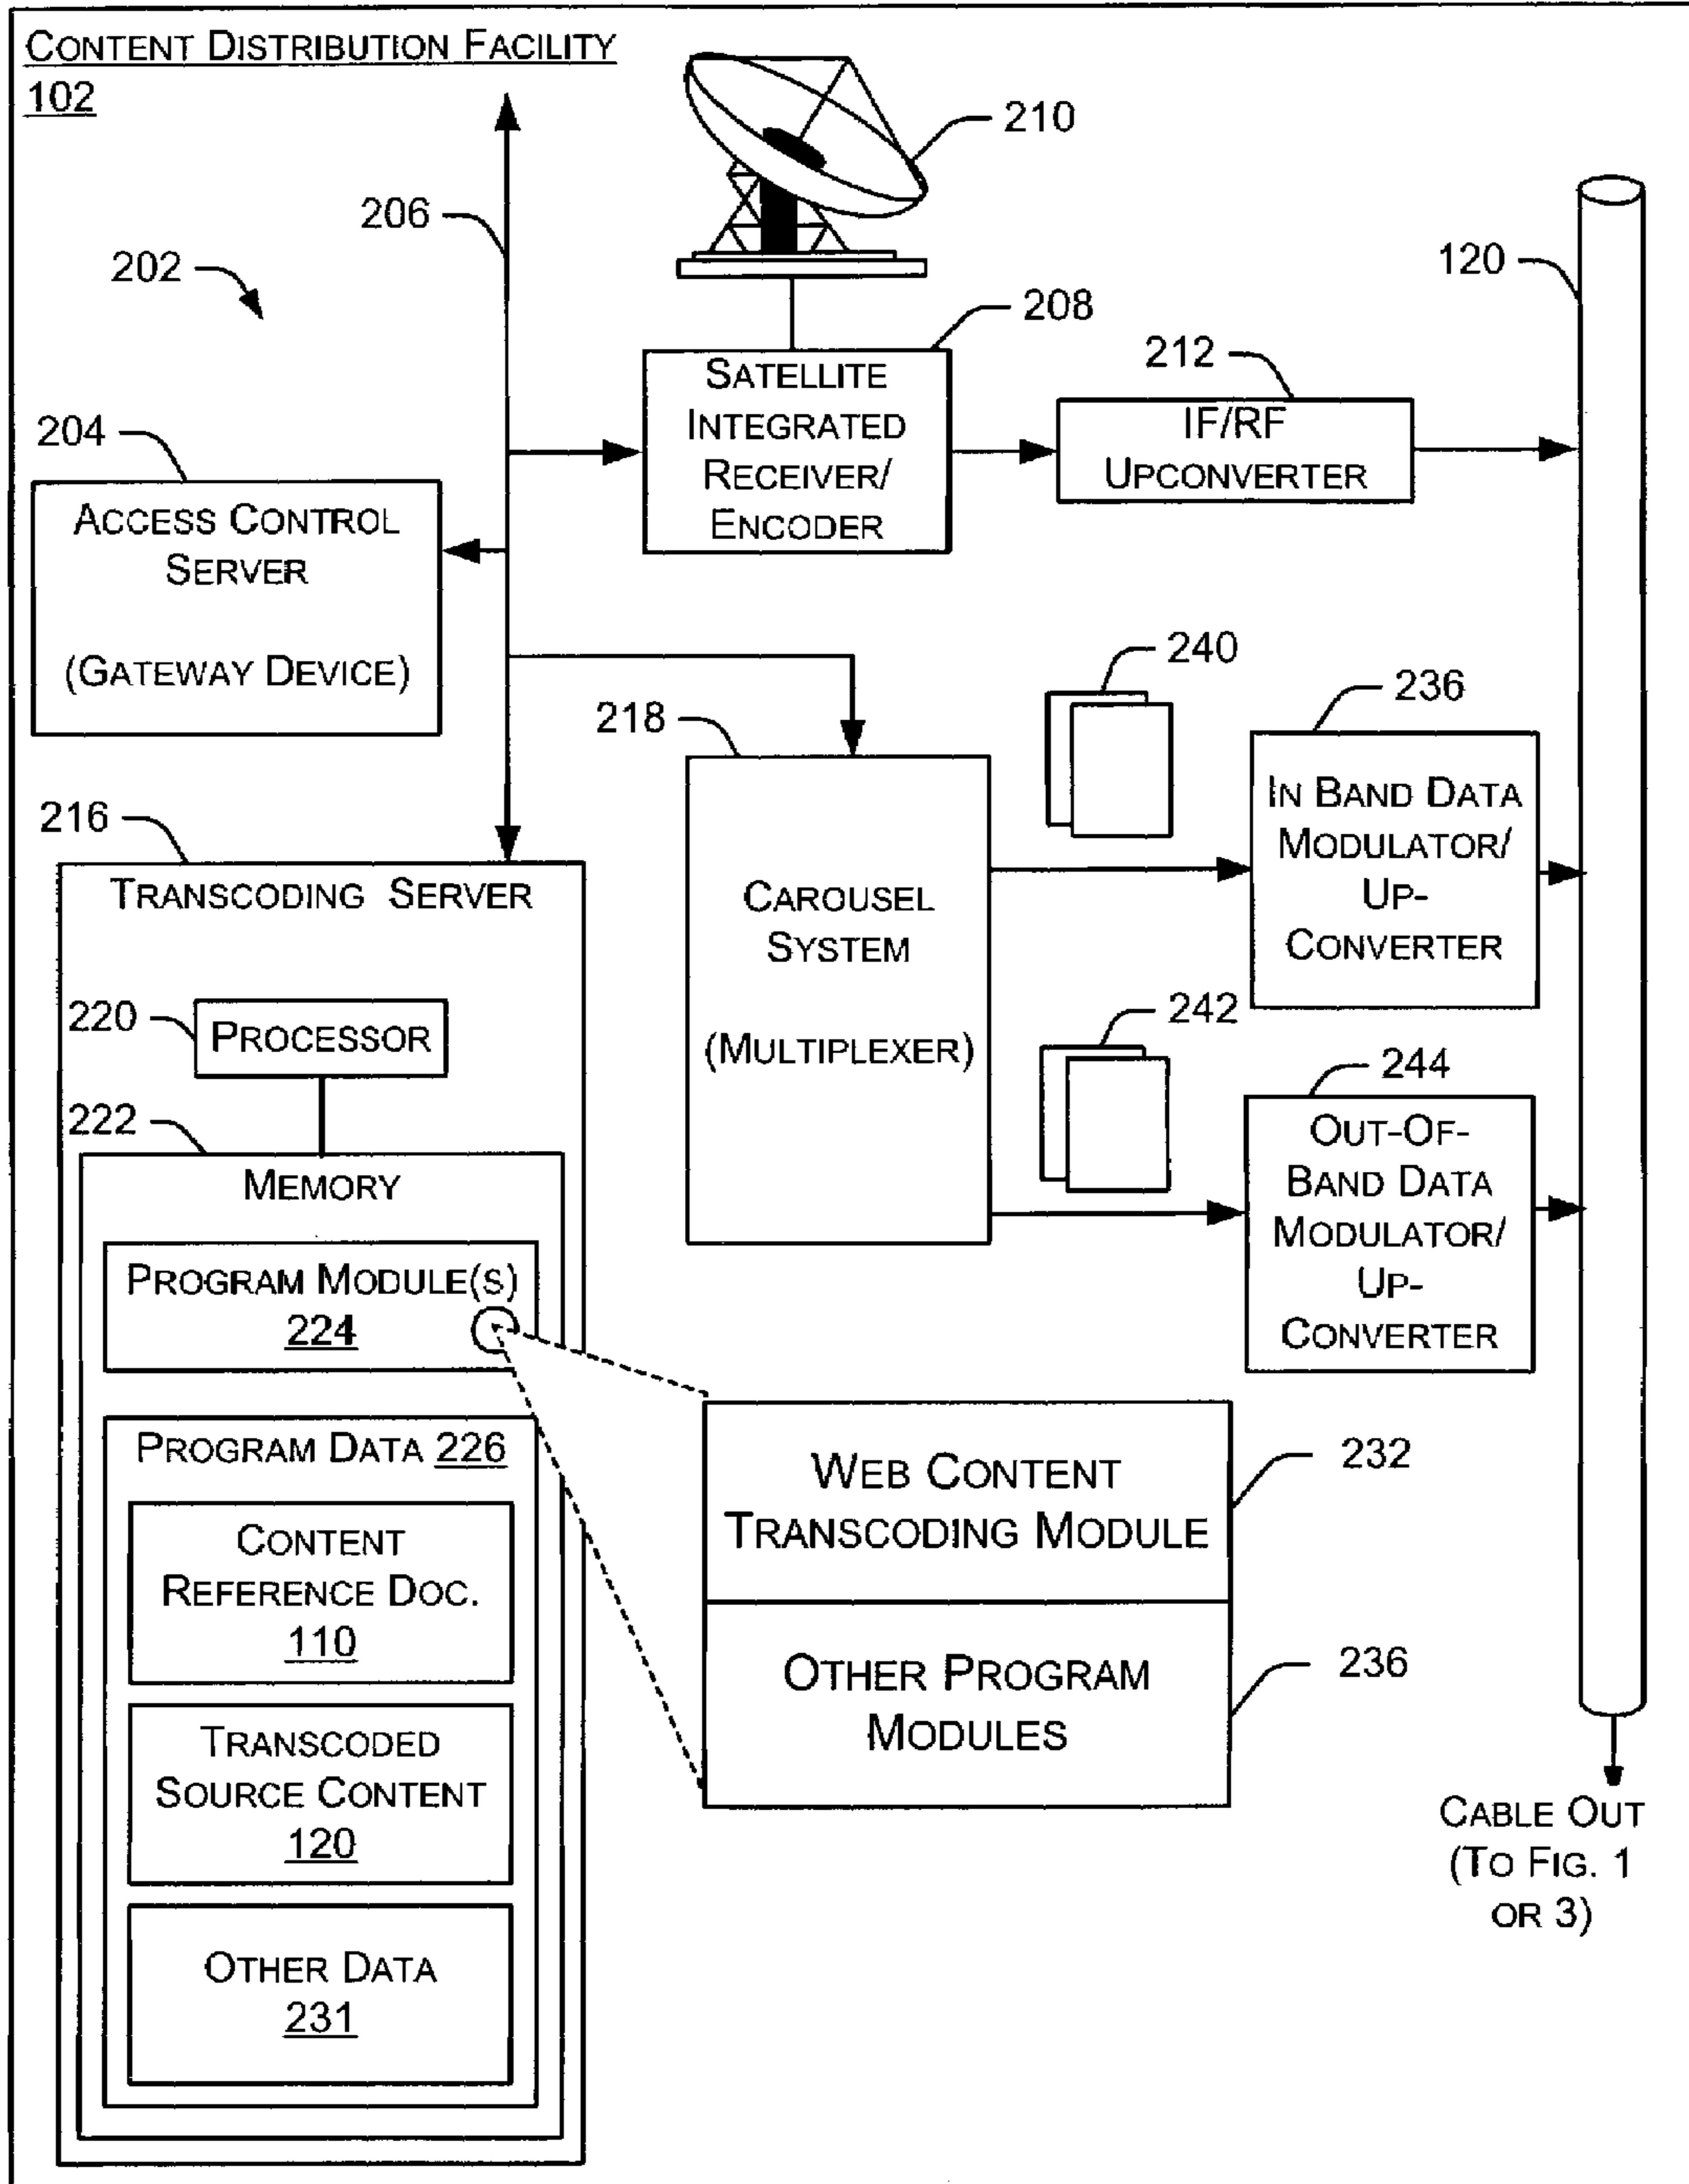 CONTENT DISTRIBUTION FACILITY
102
210
206
202
120
208
SATELLITE
INTEGRATED
RECEIVER/
ENCODER
212
IF/RF
UPCONVERTER
204
ACCESS CONTROL
SERVER
(GATEWAY DEVICE)
240
236
218
IN BAND DATA
MODULATOR/
UP-
CONVERTER
CAROUSEL
SYSTEM
(MULTIPLEXER)
242
244
OUT-OF-
BAND DATA
MODULATOR/
UP-
CONVERTER
216
TRANSCODING SERVER
220
PROCESSOR
222
MEMORY
PROGRAM MODULE(S)
224
PROGRAM DATA 226
CONTENT
REFERENCE DOC.
110
TRANSCODED
SOURCE CONTENT
120
OTHER DATA
231
WEB CONTENT
TRANSCODING MODULE
232
OTHER PROGRAM
MODULES
236
CABLE OUT
(TO FIG. 1
OR 3)